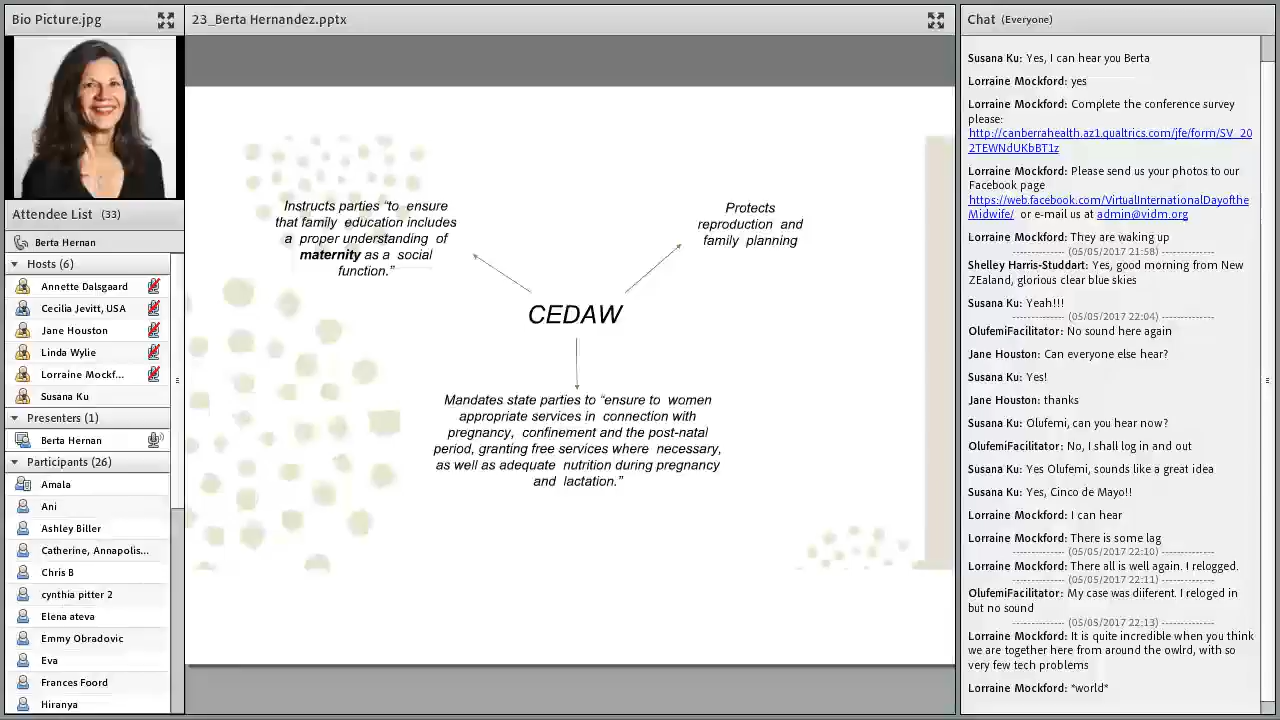 Bio Picture.jpg
Attendee List (33)
Berta Hernan
Hosts (6)
Annette Dalsgaard
Cecilia Jevitt, USA
Jane Houston
Linda Wylie
Lorraine Mockf...
Susana Ku
Presenters (1)
Berta Hernan
Participants (26)
Amala
Ani
Ashley Biller
Catherine, Annapolis...
Chris B
cynthia pitter 2
Elena ateva
Emmy Obradovic
Eva
Frances Foord
Hiranya
23_Berta Hernandez.pptx
Instructs parties “to ensure
that family education includes
a proper understanding of
maternity as a social
function.”
Protects
reproduction and
family planning
CEDAW
Mandates state parties to “ensure to women
appropriate services in connection with
pregnancy, confinement and the post-natal
period, granting free services where necessary,
as well as adequate nutrition during pregnancy
and lactation.”
Chat (Everyone)
Susana Ku: Yes, I can hear you Berta
Lorraine Mockford: yes
Lorraine Mockford: Complete the conference survey
please:
http://canberrahealth.az1.qualtrics.com/jfe/form/SV_20
2TEWNdUKbBT1z
Lorraine Mockford: Please send us your photos to our
Facebook page
https://web.facebook.com/VirtualInternationalDayofthe
Midwife/ or e-mail us at admin@vidm.org
Lorraine Mockford: They are waking up
------------- (05/05/2017 21:58) -------------
Shelley Harris-Studdart: Yes, good morning from New
ZEaland, glorious clear blue skies
Susana Ku: Yeah!!!
------------- (05/05/2017 22:04) -------------
OlufemiFacilitator: No sound here again
Jane Houston: Can everyone else hear?
Susana Ku: Yes!
Jane Houston: thanks
Susana Ku: Olufemi, can you hear now?
OlufemiFacilitator: No, I shall log in and out
Susana Ku: Yes Olufemi, sounds like a great idea
Susana Ku: Yes, Cinco de Mayo!!
Lorraine Mockford: I can hear
Lorraine Mockford: There is some lag
------------- (05/05/2017 22:10) -------------
Lorraine Mockford: There all is well again. I relogged.
------------- (05/05/2017 22:11) -------------
OlufemiFacilitator: My case was diiferent. I reloged in
but no sound
------------- (05/05/2017 22:13) -------------
Lorraine Mockford: It is quite incredible when you think
we are together here from around the owlrd, with so
very few tech problems
Lorraine Mockford: *world*